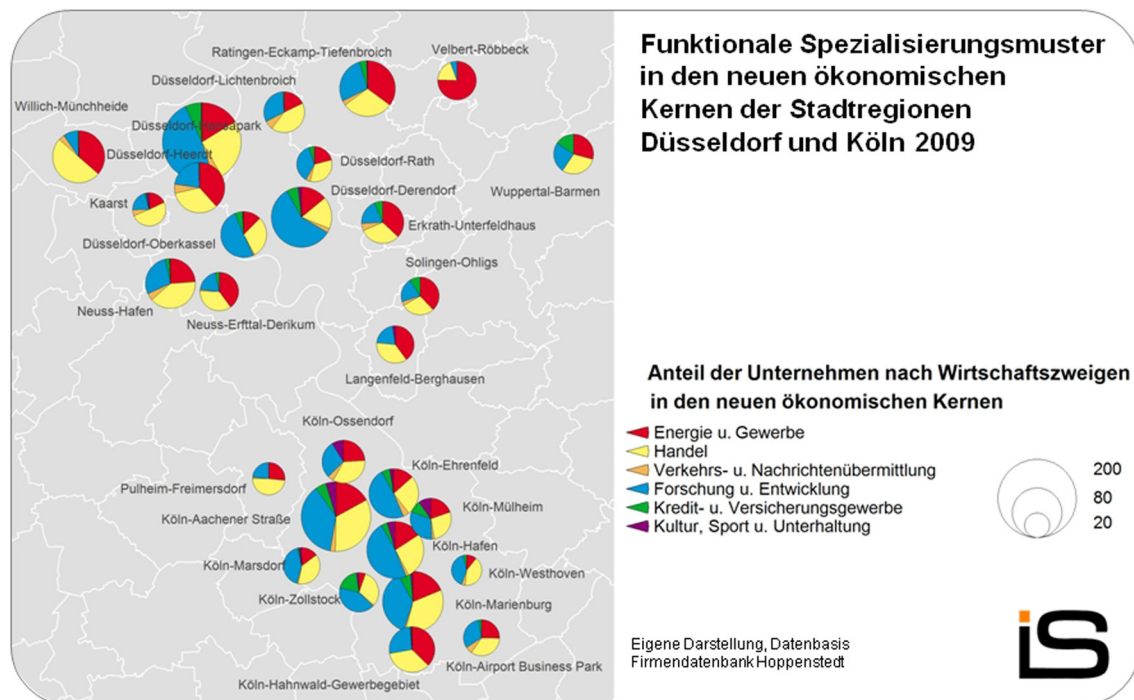 Funktionale Spezialisierungsmuster
in den neuen ökonomischen
Kernen der Stadtregionen
Düsseldorf und Köln 2009
Ratingen-Eckamp-Tiefenbroich
Velbert-Röbbeck
Düsseldorf-Lichtenbroich
Willich-Münchheide
Düsseldorf-Hansapark
Düsseldorf-Heerdt
Düsseldorf-Rath
Wuppertal-Barmen
Düsseldorf-Derendorf
Kaarst
Erkrath-Unterfeldhaus
Düsseldorf-Oberkassel
Solingen-Ohligs
Neuss-Hafen
Neuss-Erfttal-Derikum
Langenfeld-Berghausen
Köln-Ossendorf
Köln-Ehrenfeld
Pulheim-Freimersdorf
Köln-Mülheim
Köln-Aachener Straße
Köln-Hafen
Köln-Marsdorf
Köln-Westhoven
Köln-Zollstock
Köln-Marienburg
Köln-Airport Business Park
Köln-Hahnwald-Gewerbegebiet
Anteil der Unternehmen nach Wirtschaftszweigen
in den neuen ökonomischen Kernen
Energie u. Gewerbe
Handel
Verkehrs- u. Nachrichtenübermittlung
Forschung u. Entwicklung
Kredit- u. Versicherungsgewerbe
Kultur, Sport u. Unterhaltung
200
80
20
Eigene Darstellung, Datenbasis
Firmendatenbank Hoppenstedt
iS